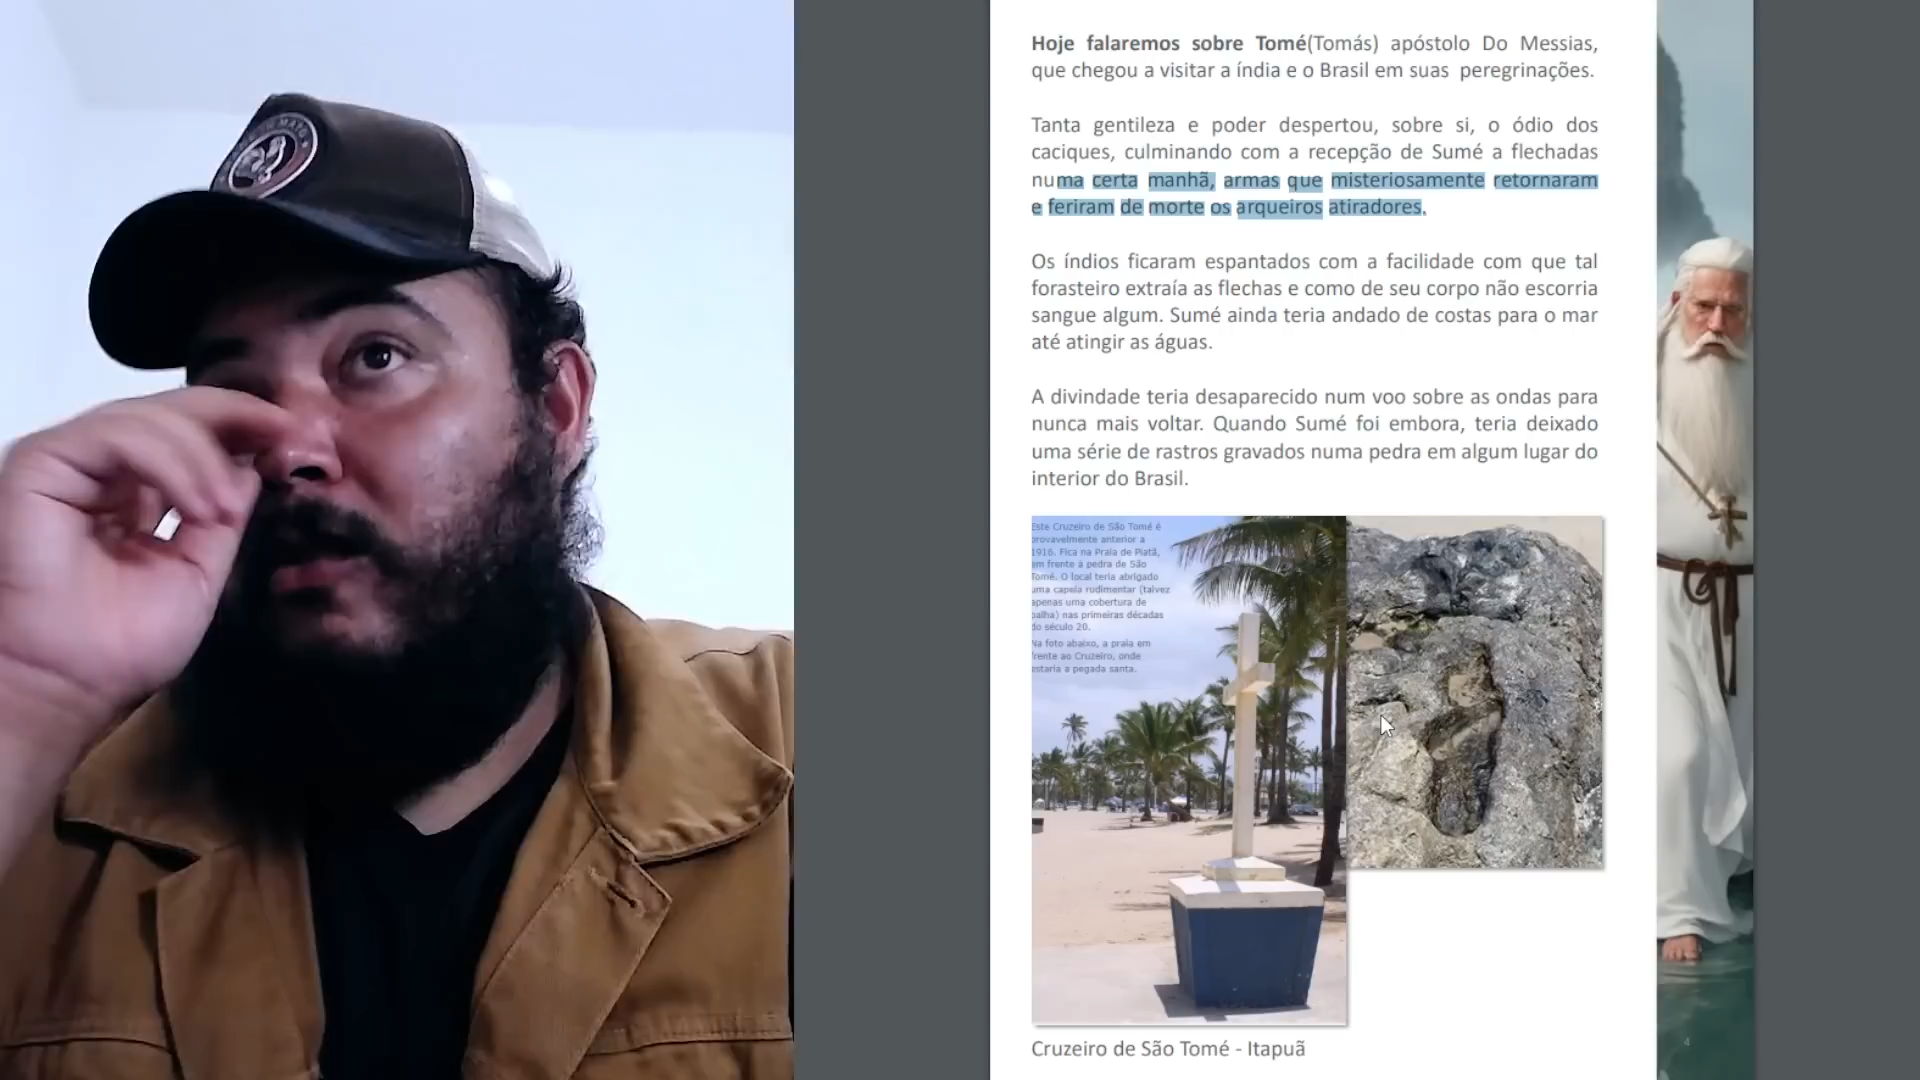 Hoje falaremos sobre Tomé(Tomás) apóstolo Do Messias,
que chegou a visitar a índia e o Brasil em suas peregrinações.
Tanta gentileza e poder despertou, sobre si, o ódio dos
caciques, culminando com a recepção de Sumé a flechadas
numa certa manhã, armas que misteriosamente retornaram
e feriram de morte os arqueiros atiradores.
Os índios ficaram espantados com a facilidade com que tal
forasteiro extraía as flechas e como de seu corpo não escorria
sangue algum. Sumé ainda teria andado de costas para o mar
até atingir as águas.
A divindade teria desaparecido num voo sobre as ondas para
nunca mais voltar. Quando Sumé foi embora, teria deixado
uma série de rastros gravados numa pedra em algum lugar do
interior do Brasil.
Este Cruzeiro de São Tomé é
provavelmente anterior a
1916. Fica na Praia de Piatã,
em frente à pedra de São
Tomé. O local teria abrigado
uma capela rudimentar (talvez
apenas uma cobertura de
palha) nas primeiras décadas
do século 20.
Na foto abaixo, a praia em
frente ao Cruzeiro, onde
estaria a pegada santa.
Cruzeiro de São Tomé - Itapuã
4